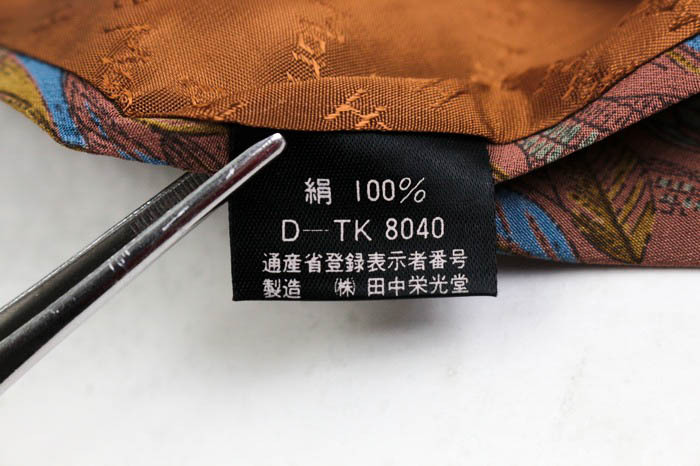 絹 100%
D-TK 8040
通産省登録表示者番号
製造 ㈱ 田中栄光堂